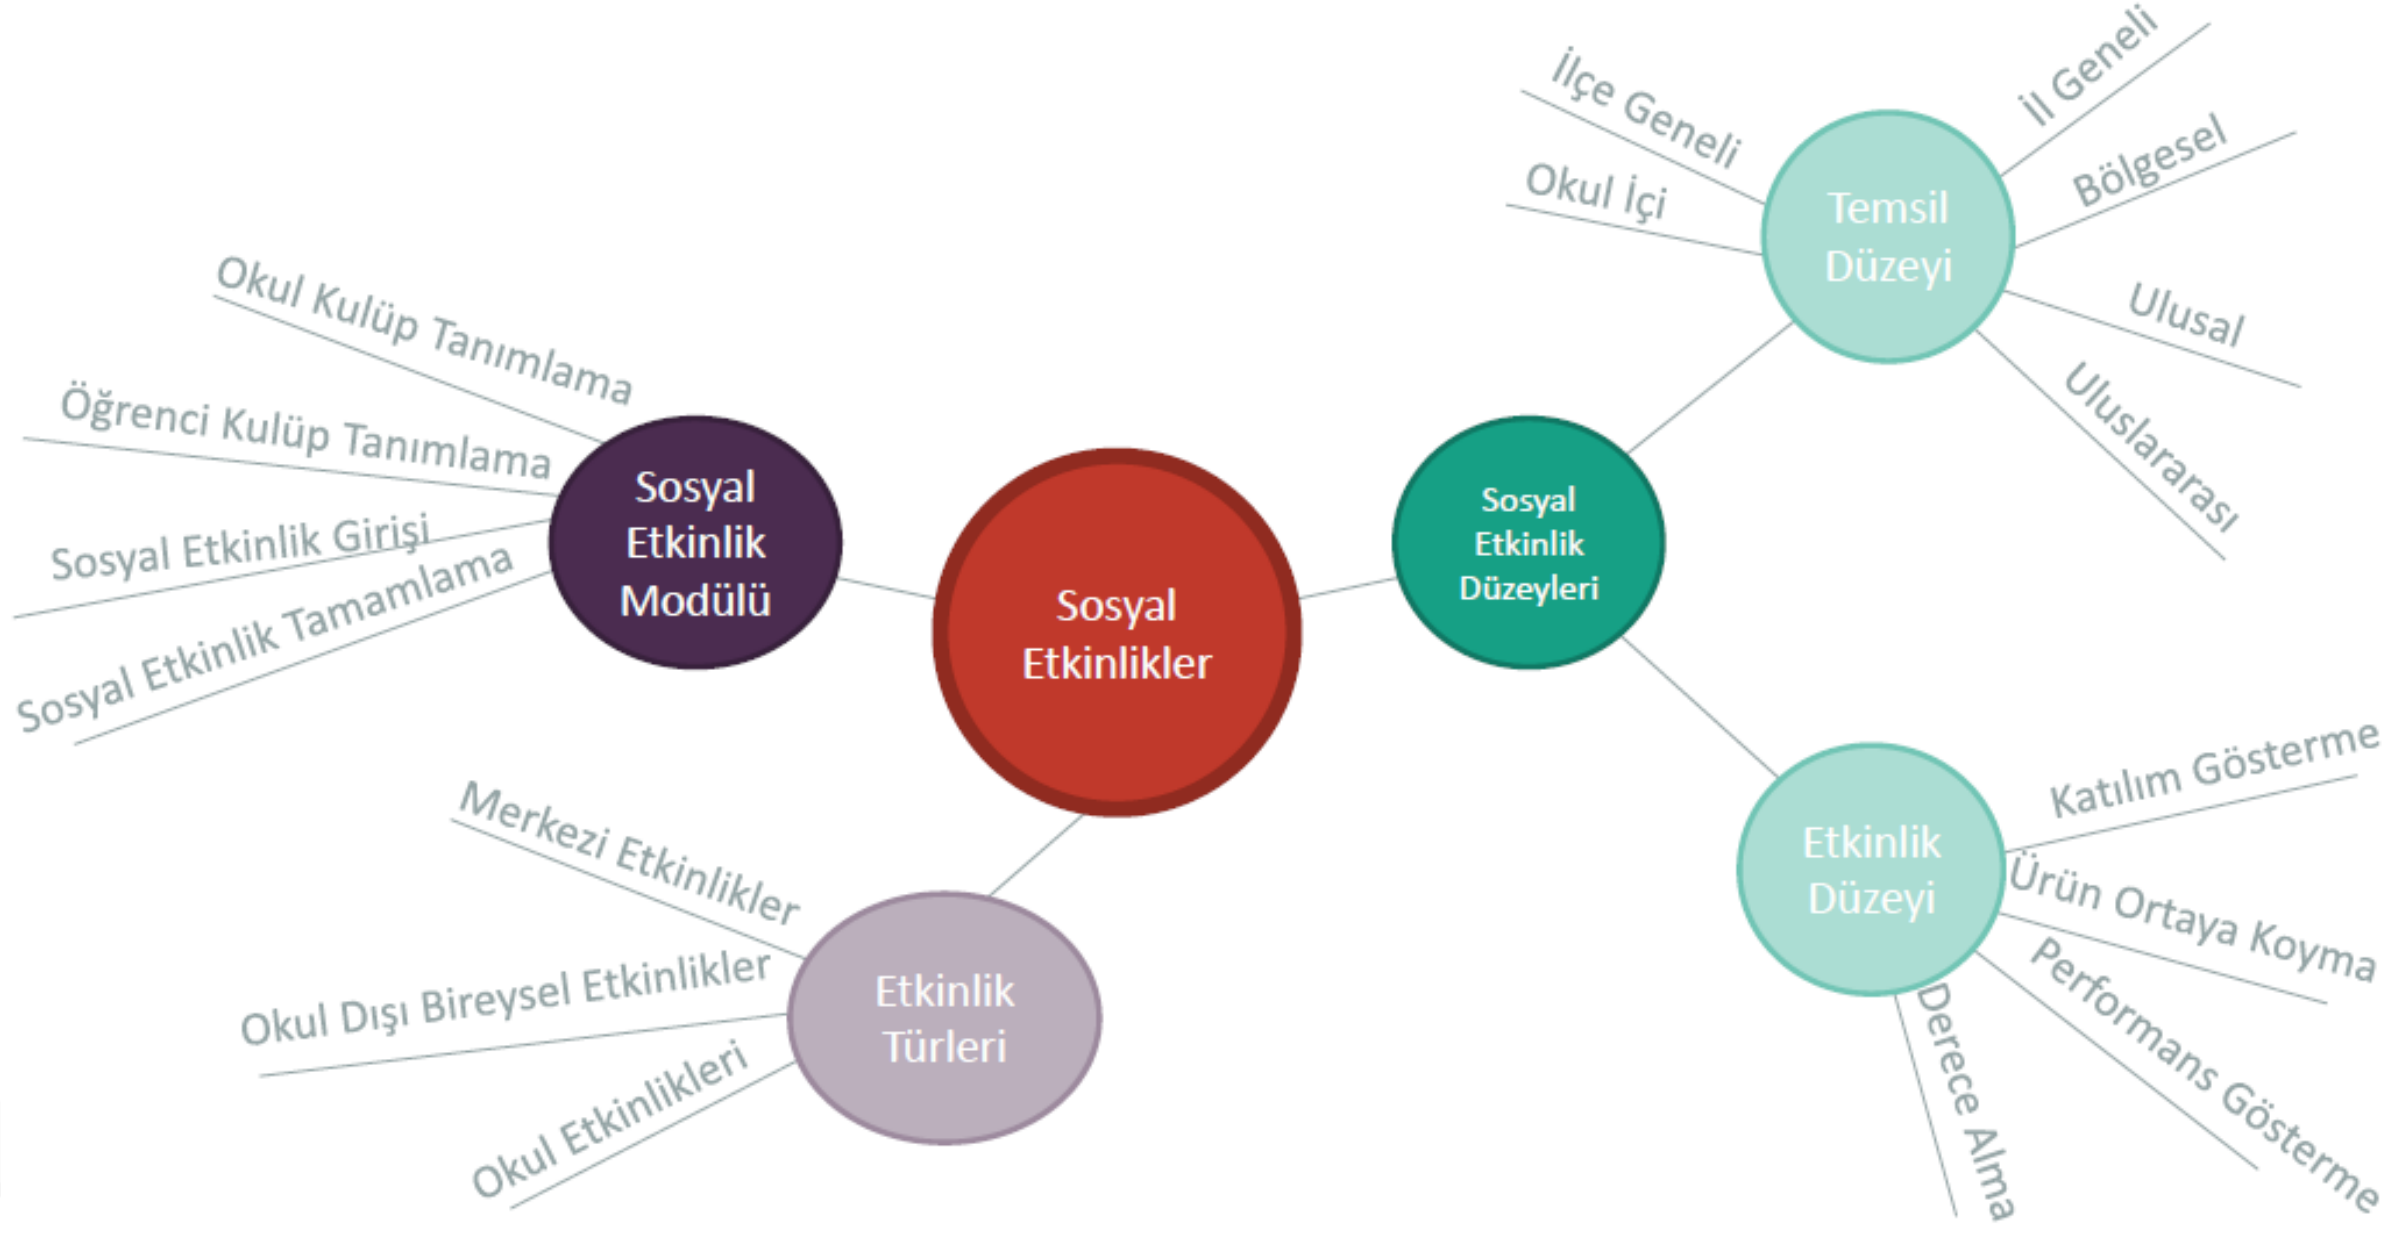 Okul Kulüp Tanımlama
Öğrenci Kulüp Tanımlama
Sosyal Etkinlik Girişi
Sosyal Etkinlik Tamamlama
Sosyal
Etkinlik
Modülü
Sosyal
Etkinlikler
Merkezi Etkinlikler
Okul Dışı Bireysel Etkinlikler
Okul Etkinlikleri
Etkinlik
Türleri
Sosyal
Etkinlik
Düzeyleri
İlçe Geneli
Okul İçi
Temsil
Düzeyi
İl Geneli
Bölgesel
Ulusal
Uluslararası
Etkinlik
Düzeyi
Katılım Gösterme
Ürün Ortaya Koyma
Performans Gösterme
Derece Alma